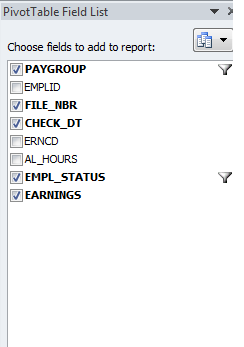 PivotTable Field List
Choose fields to add to report:
PAYGROUP
EMPLID
FILE_NBR
CHECK_DT
ERNCD
AL_HOURS
EMPL_STATUS
EARNINGS